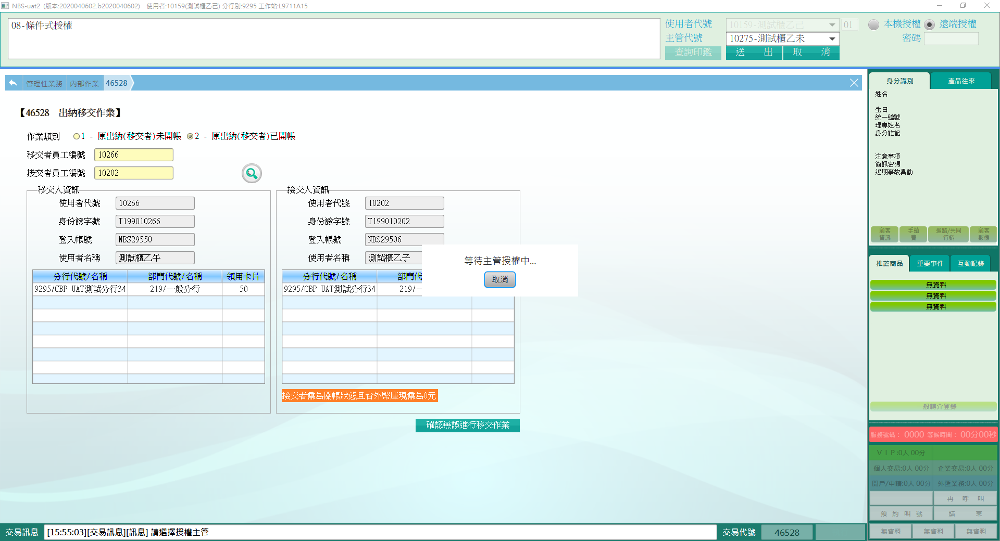 NBS-uat2 (版本:2020040602.b2020040602) 使用者:10159(測試櫃乙己) 分行別:9295 工作站:L9711A15
08-條件式授權
使用者代號 10159-測試櫃乙己 01 本機授權 遠端授權
主管代號 10275-測試櫃乙未 密碼
查詢印鑑 送 出 取 消
管理性業務 內部作業 46528
【46528 出納移交作業】
作業類別 1 - 原出納(移交者)未開帳 2 - 原出納(移交者)已開帳
移交者員工編號 10266
接交者員工編號 10202
移交人資訊
使用者代號 10266
身份證字號 T199010266
登入帳號 NBS29550
使用者名稱 測試櫃乙午
分行代號/名稱 部門代號/名稱 領用卡片
9295/CBP UAT測試分行34 219/一般分行 50
接交人資訊
使用者代號 10202
身份證字號 T199010202
登入帳號 NBS29506
使用者名稱 測試櫃乙子
分行代號/名稱 部門代
9295/CBP UAT測試分行34 219/一
接交者需為關帳狀態且台外幣庫現需為0元
確認無誤進行移交作業
等待主管授權中...
取消
身分識別 產品往來
姓名
生日
統一編號
理專姓名
身分註記
注意事項
簡訊密碼
近期事故異動
顧客資訊 手續費 通路/共同行銷 顧客影像
推薦商品 重要事件 互動記錄
無資料
無資料
無資料
一般轉介登錄
服務號碼： 0000 等候時間： 00分00秒
ＶＩＰ:0人 00分
個人交易:0人 00分 企業交易:0人 00分
開戶/申請:0人 00分 外匯業務:0人 00分
再 呼 叫
預 約 叫 號 結 束
無資料 無資料 無資料
交易訊息 [15:55:03][交易訊息][訊息] 請選擇授權主管 交易代號 46528